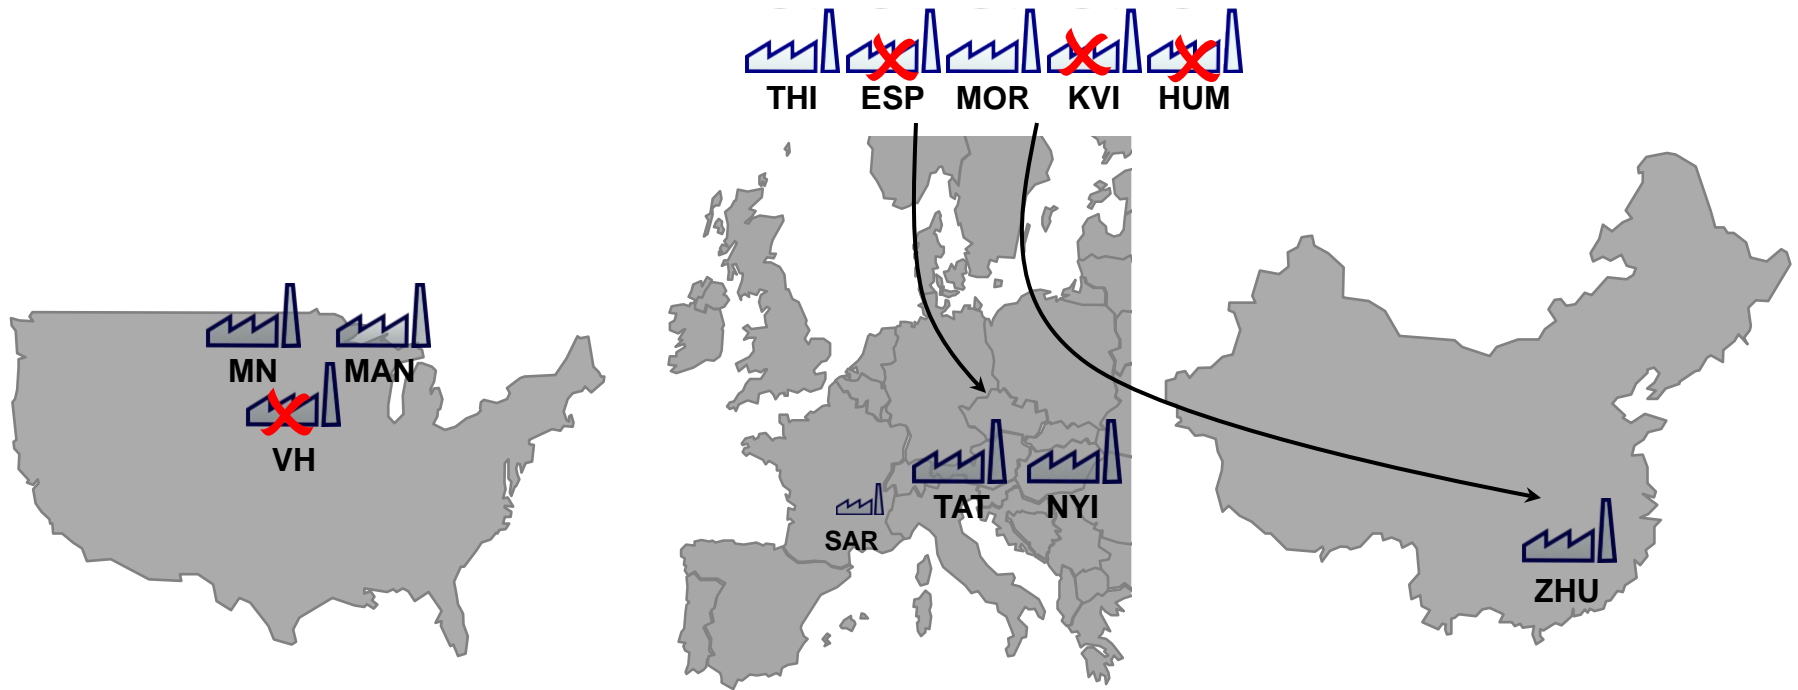 THI ESP MOR KVI HUM
MN MAN
VH
TAT NYI
SAR
ZHU